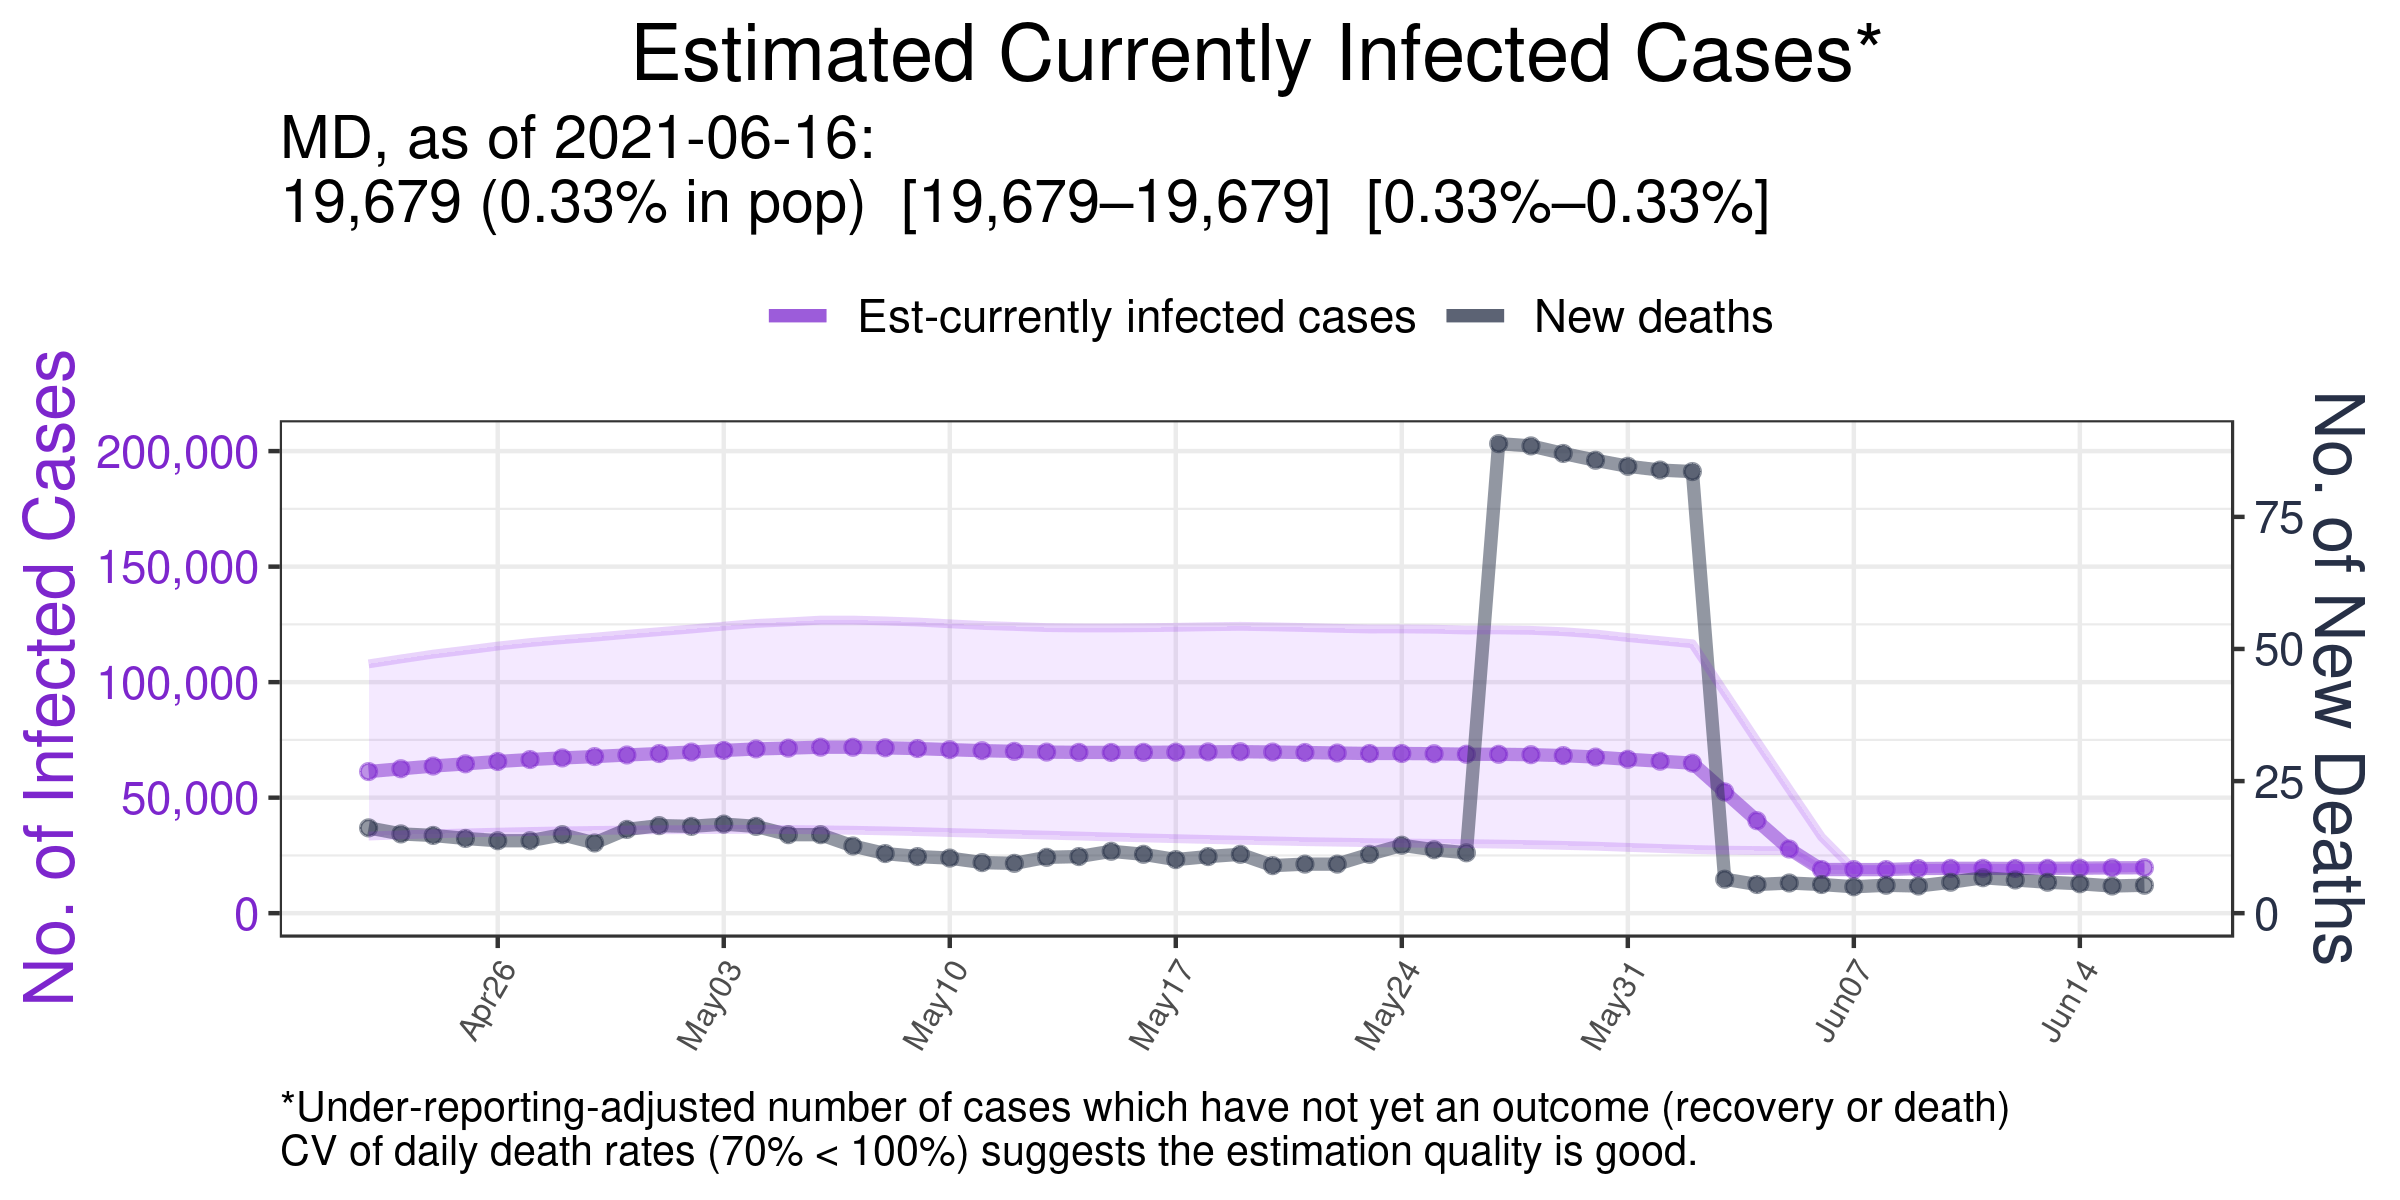 Estimated Currently Infected Cases*
MD, as of 2021-06-16:
19,679 (0.33% in pop)  [19,679–19,679]  [0.33%–0.33%]
Est-currently infected cases
New deaths
No. of Infected Cases
200,000
150,000
100,000
50,000
0
75
50
25
0
No. of New Deaths
Apr26
May03
May10
May17
May24
May31
Jun07
Jun14
*Under-reporting-adjusted number of cases which have not yet an outcome (recovery or death)
CV of daily death rates (70% < 100%) suggests the estimation quality is good.